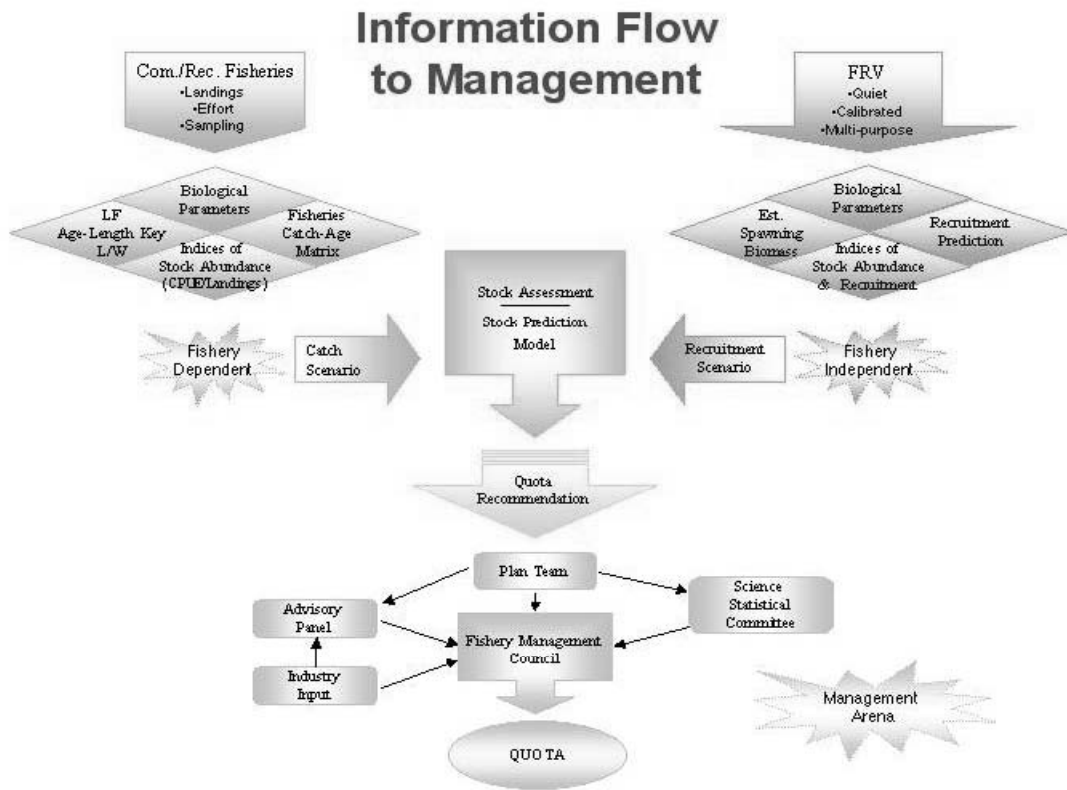 Information Flow
to Management
Com./Rec. Fisheries
•Landings
•Effort
•Sampling
FRV
•Quiet
•Calibrated
•Multi-purpose
Biological
Parameters
LF
Age-Length Key
L/W
Fisheries
Catch-Age
Matrix
Indices of
Stock Abundance
(CPUE/Landings)
Biological
Parameters
Est.
Spawning
Biomass
Recruitment
Prediction
Indices of
Stock Abundance
& Recruitment
Stock Assessment
Stock Prediction
Model
Fishery
Dependent
Catch
Scenario
Recruitment
Scenario
Fishery
Independent
Quota
Recommendation
Plan Team
Advisory
Panel
Science
Statistical
Committee
Fishery Management
Council
Industry
Input
Management
Arena
QUOTA